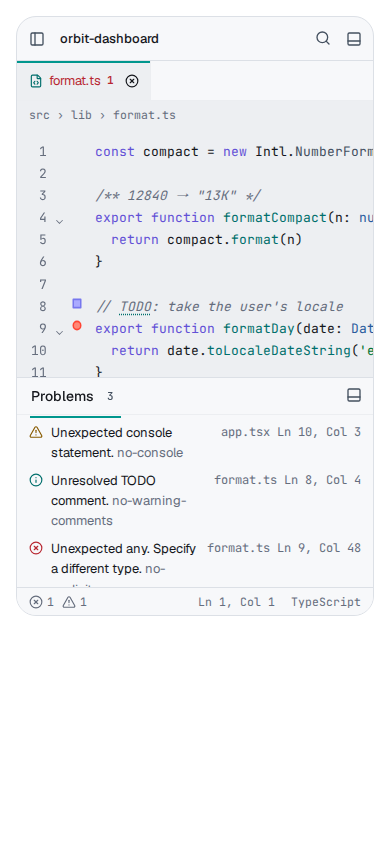 orbit-dashboard
format.ts 1
src › lib › format.ts
1 const compact = new Intl.NumberForm
2
3 /** 12840 → "13K" */
4 export function formatCompact(n: nu
5 return compact.format(n)
6 }
7
8 // TODO: take the user's locale
9 export function formatDay(date: Dat
10 return date.toLocaleDateString('e
11 }
Problems 3
Unexpected console statement. no-console app.tsx Ln 10, Col 3
Unresolved TODO comment. no-warning-comments format.ts Ln 8, Col 4
Unexpected any. Specify a different type. no- format.ts Ln 9, Col 48
1 1 Ln 1, Col 1 TypeScript